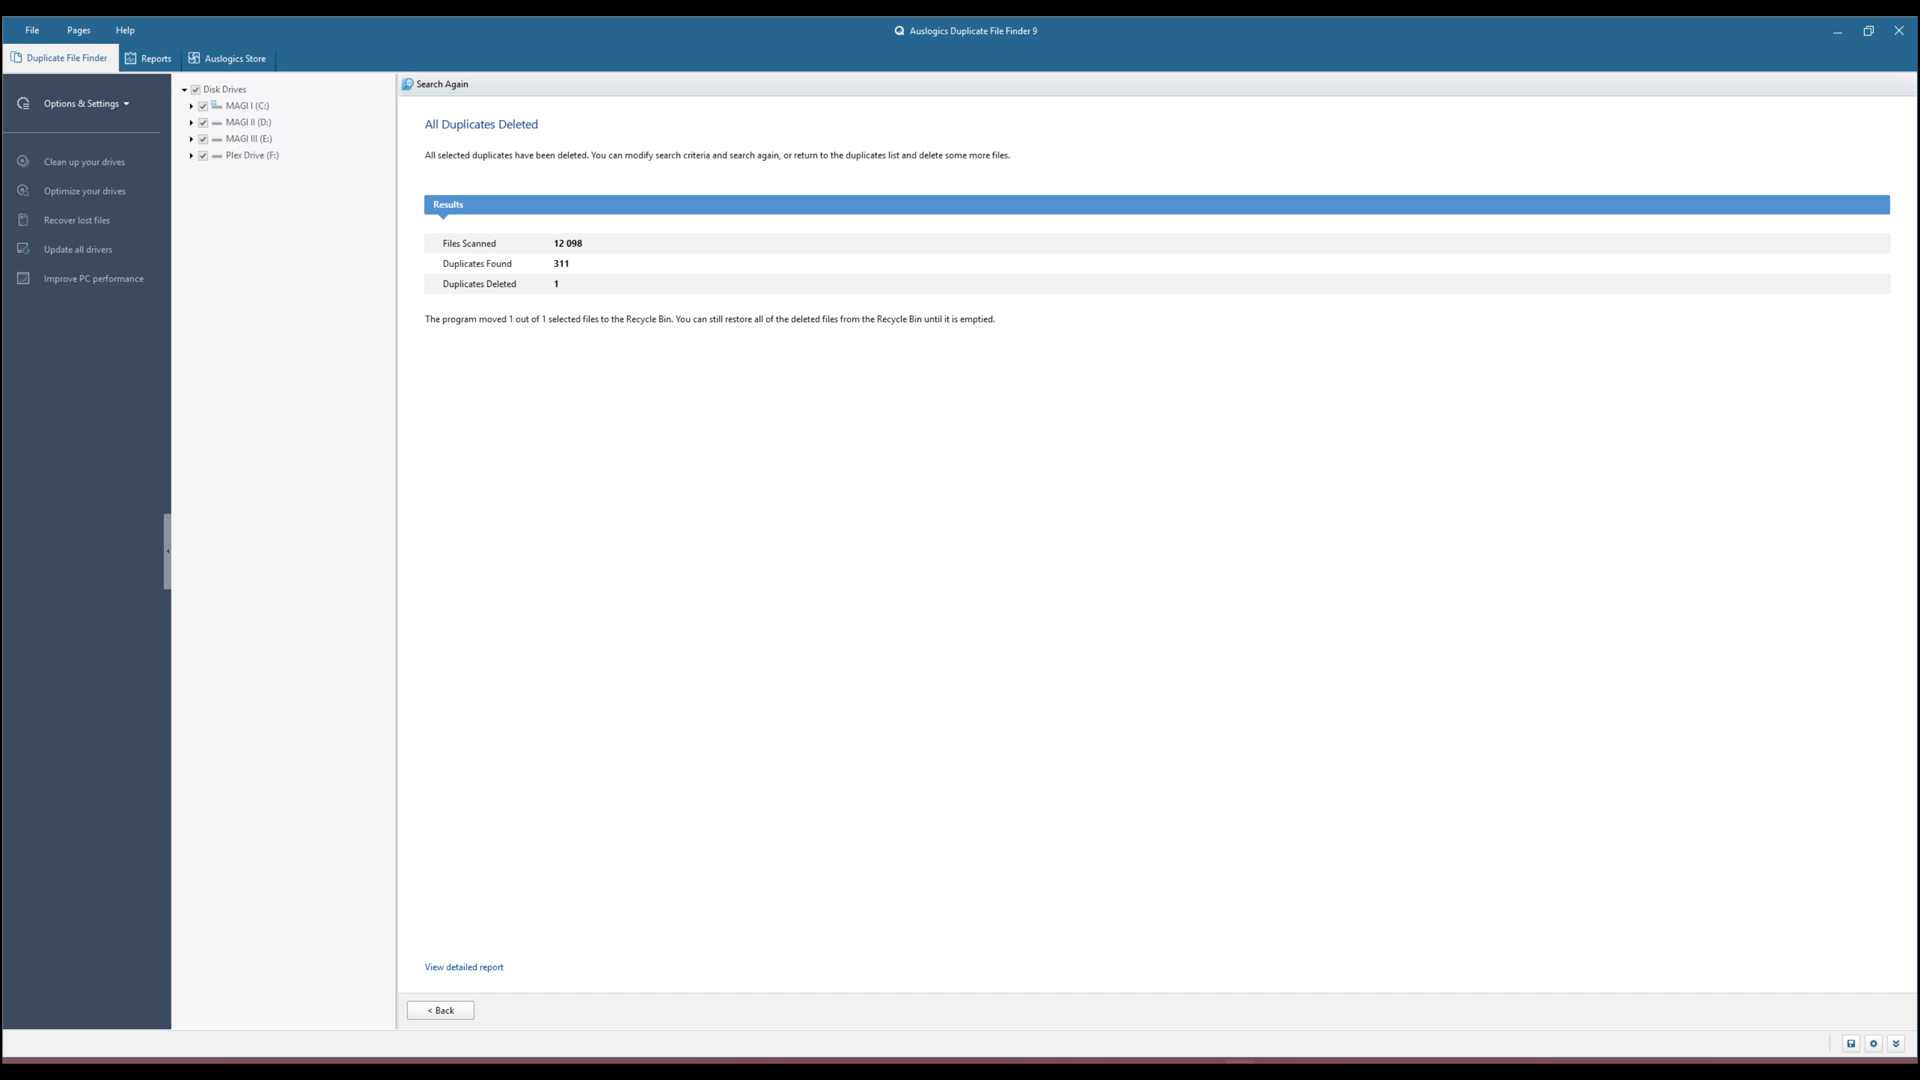 File Pages Help Auslogics Duplicate File Finder 9
Duplicate File Finder Reports Auslogics Store
Options & Settings
Clean up your drives
Optimize your drives
Recover lost files
Update all drivers
Improve PC performance
Disk Drives
MAGI I (C:)
MAGI II (D:)
MAGI III (E:)
Plex Drive (F:)
Search Again
All Duplicates Deleted
All selected duplicates have been deleted. You can modify search criteria and search again, or return to the duplicates list and delete some more files.
Results
Files Scanned 12 098
Duplicates Found 311
Duplicates Deleted 1
The program moved 1 out of 1 selected files to the Recycle Bin. You can still restore all of the deleted files from the Recycle Bin until it is emptied.
View detailed report
< Back